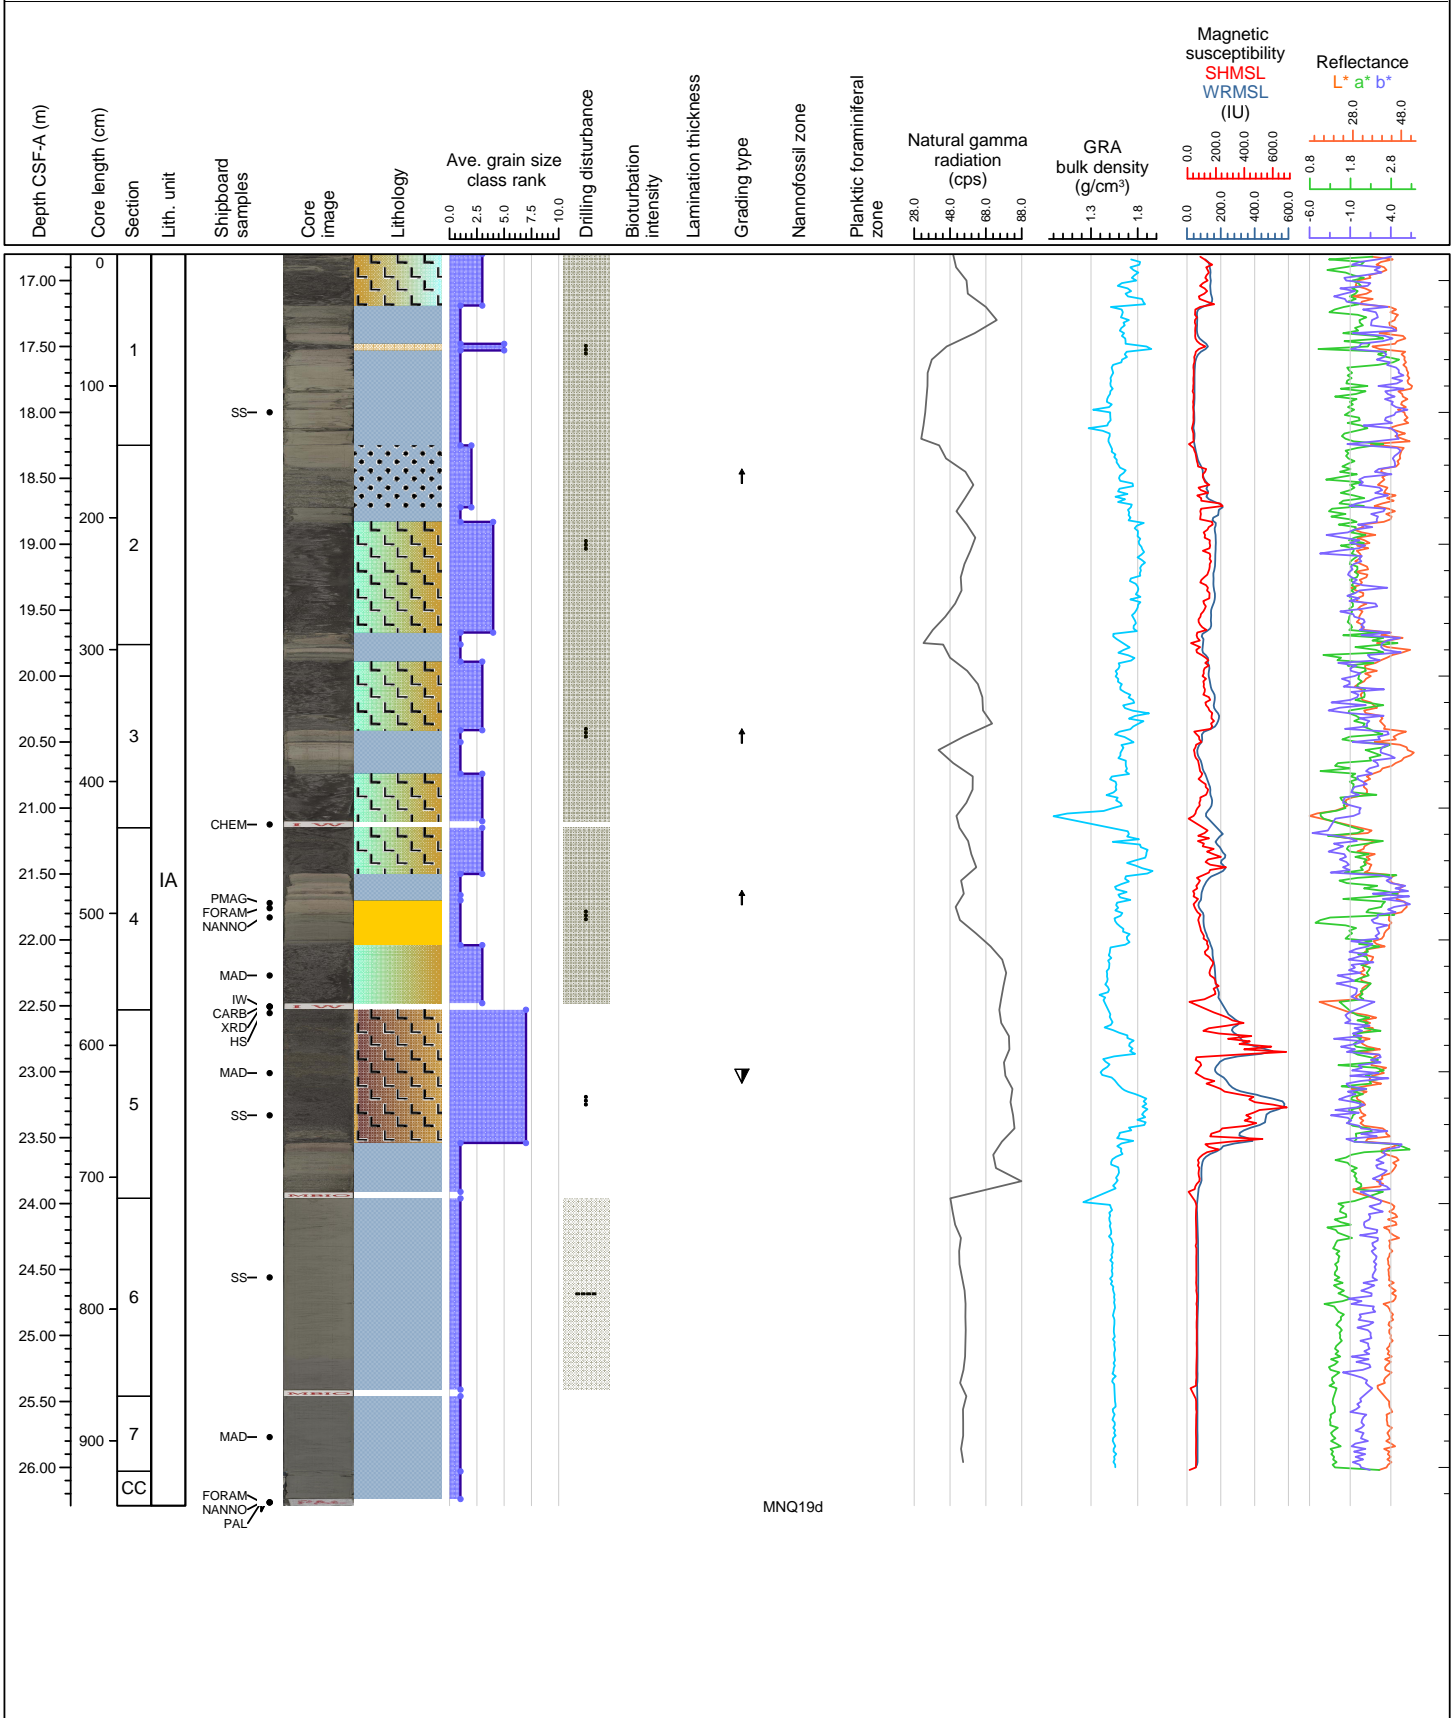 Depth CSF-A (m)
Core length (cm)
Section
Lith. unit
Shipboard
samples
Core
image
Lithology
Ave. grain size
class rank
0.0 2.5 5.0 7.5 10.0
Drilling disturbance
Bioturbation
intensity
Lamination thickness
Grading type
Nannofossil zone
Planktic foraminiferal
zone
Natural gamma
radiation
(cps)
28.0 48.0 68.0 88.0
GRA
bulk density
(g/cm³)
1.3 1.8
Magnetic
susceptibility
SHMSL
WRMSL
(IU)
0.0 200.0 400.0 600.0
0.0 200.0 400.0 600.0
Reflectance
L* a* b*
28.0 48.0
0.8 1.8 2.8
-6.0 -1.0 4.0
0
17.00
17.50
1
100
18.00
SS
18.50
200
19.00
2
19.50
300
20.00
20.50
3
400
21.00
CHEM
I W
21.50
IA
PMAG
500
FORAM
4
NANNO
22.00
MAD
22.50
IW
I W
CARB
XRD
HS
600
23.00
MAD
5
SS
23.50
700
MBIO
24.00
24.50
SS
6
800
25.00
MBIO
25.50
7
900
MAD
26.00
CC
FORAM
PAL
NANNO
MNQ19d
PAL